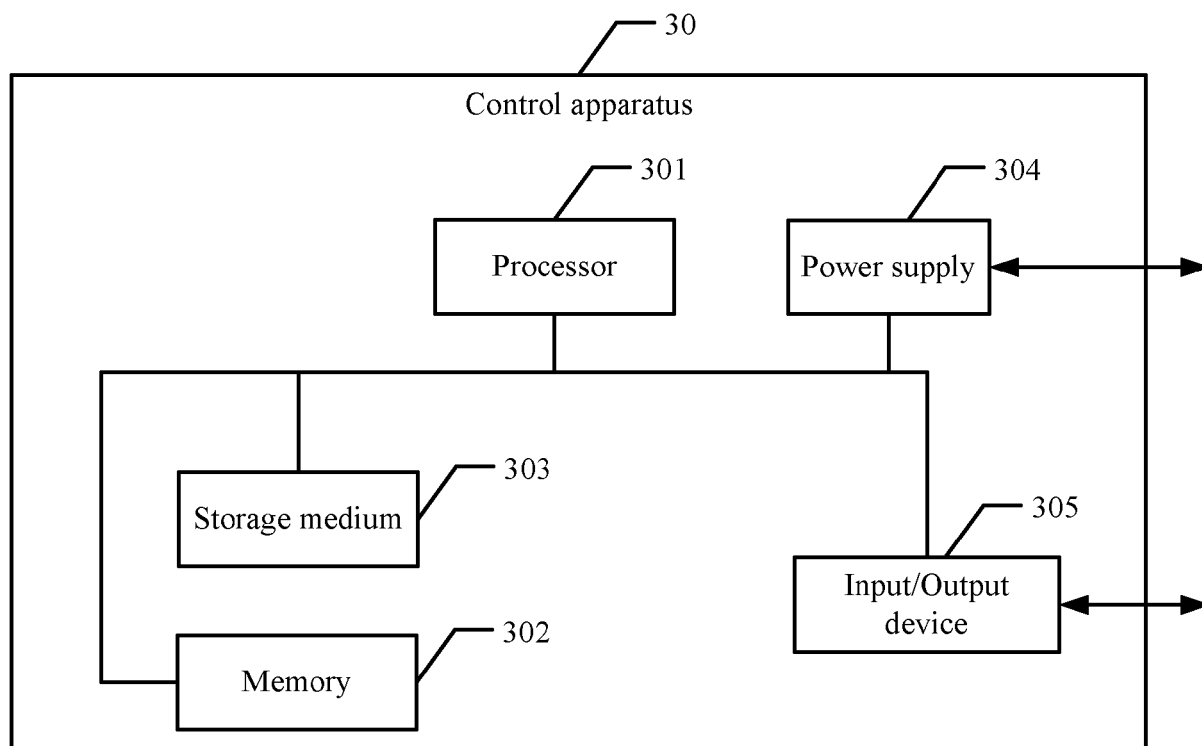 30
Control apparatus
301
304
Processor
Power supply
303
Storage medium
305
Input/Output
device
302
Memory